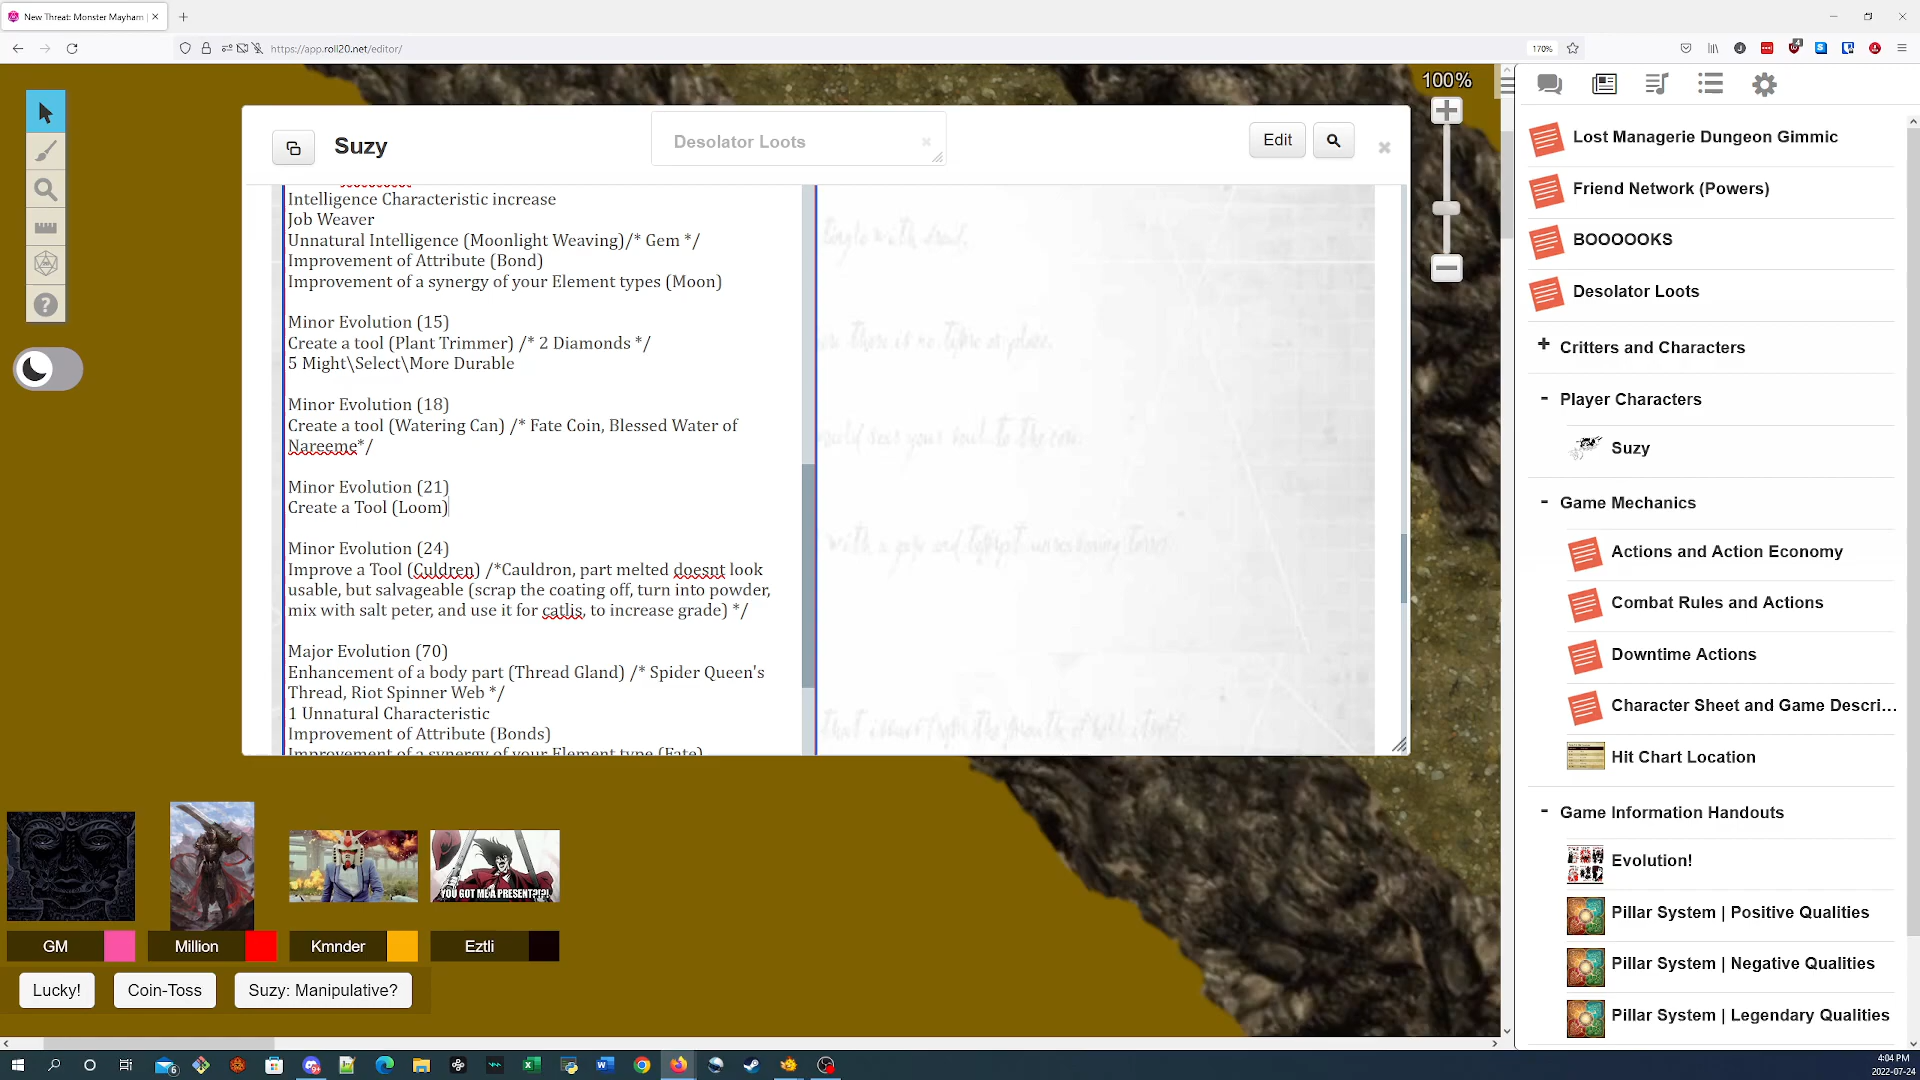 New Threat: Monster Mayham
https://app.roll20.net/editor/
170%
4
100%
Suzy
Desolator Loots
Edit
Intelligence Characteristic increase
Job Weaver
Unnatural Intelligence (Moonlight Weaving)/* Gem */
Improvement of Attribute (Bond)
Improvement of a synergy of your Element types (Moon)
Minor Evolution (15)
Create a tool (Plant Trimmer) /* 2 Diamonds */
5 Might\Select\More Durable
Minor Evolution (18)
Create a tool (Watering Can) /* Fate Coin, Blessed Water of
Nareeme*/
Minor Evolution (21)
Create a Tool (Loom)
Minor Evolution (24)
Improve a Tool (Culdren) /*Cauldron, part melted doesnt look
usable, but salvageable (scrap the coating off, turn into powder,
mix with salt peter, and use it for catlis, to increase grade) */
Major Evolution (70)
Enhancement of a body part (Thread Gland) /* Spider Queen's
Thread, Riot Spinner Web */
1 Unnatural Characteristic
Improvement of Attribute (Bonds)
Improvement of a synergy of your Element type (Fate)
Lost Managerie Dungeon Gimmic
Friend Network (Powers)
BOOOOOKS
Desolator Loots
+ Critters and Characters
- Player Characters
Suzy
- Game Mechanics
Actions and Action Economy
Combat Rules and Actions
Downtime Actions
Character Sheet and Game Descri...
Hit Chart Location
- Game Information Handouts
Evolution!
Pillar System | Positive Qualities
Pillar System | Negative Qualities
Pillar System | Legendary Qualities
YOU GOT ME A PRESENT?!?!
GM
Million
Kmnder
Eztli
Lucky!
Coin-Toss
Suzy: Manipulative?
4:04 PM
2022-07-24